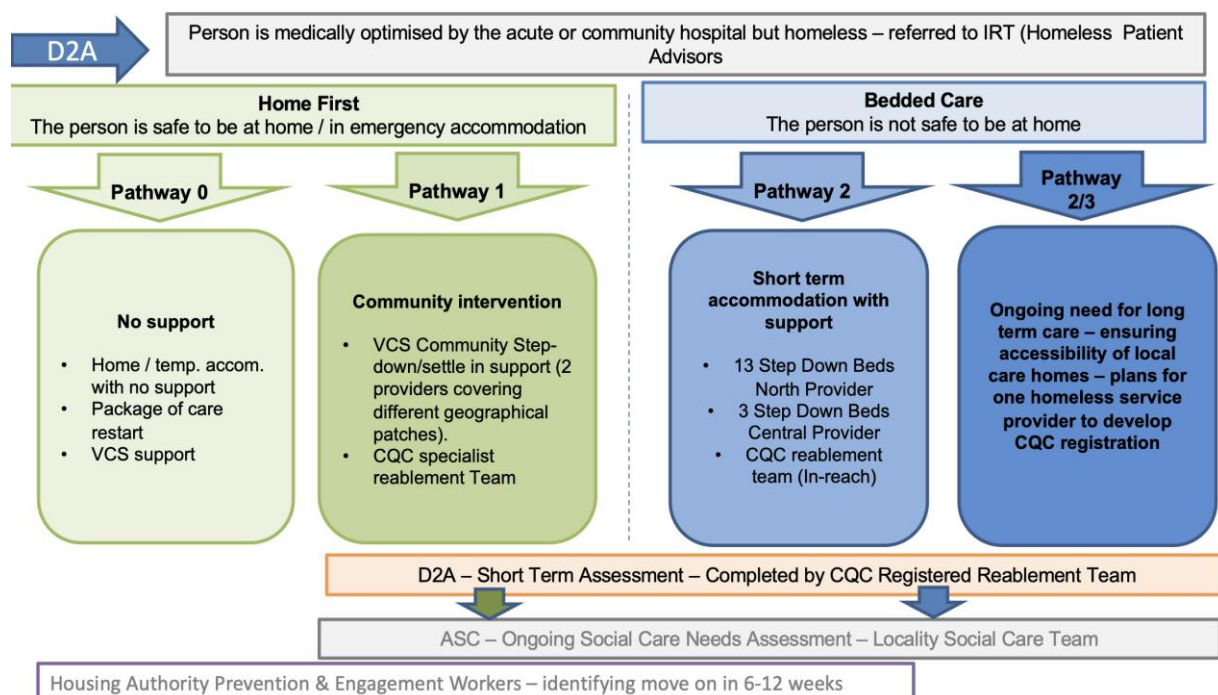 D2A
Person is medically optimised by the acute or community hospital but homeless – referred to IRT (Homeless Patient
Advisors
Home First
The person is safe to be at home / in emergency accommodation
Bedded Care
The person is not safe to be at home
Pathway 0
Pathway 1
Pathway 2
Pathway
2/3
No support
• Home / temp. accom.
with no support
• Package of care
restart
• VCS support
Community intervention
• VCS Community Step-
down/settle in support (2
providers covering
different geographical
patches).
• CQC specialist
reablement Team
Short term
accommodation with
support
• 13 Step Down Beds
North Provider
• 3 Step Down Beds
Central Provider
• CQC reablement
team (In-reach)
Ongoing need for long
term care – ensuring
accessibility of local
care homes – plans for
one homeless service
provider to develop
CQC registration
D2A – Short Term Assessment – Completed by CQC Registered Reablement Team
ASC – Ongoing Social Care Needs Assessment – Locality Social Care Team
Housing Authority Prevention & Engagement Workers – identifying move on in 6-12 weeks